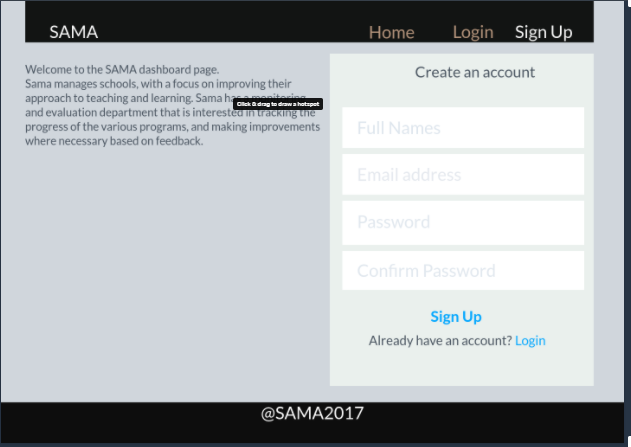 SAMA
Home
Login
Sign Up
Welcome to the SAMA dashboard page.
Sama manages schools, with a focus on improving their
approach to teaching and learning. Sama has a monitoring
Click & drag to draw a hotspot
and evaluation department that is interested in tracking the
progress of the various programs, and making improvements
where necessary based on feedback.
Create an account
Full Names
Email address
Password
Confirm Password
Sign Up
Already have an account? Login
@SAMA2017